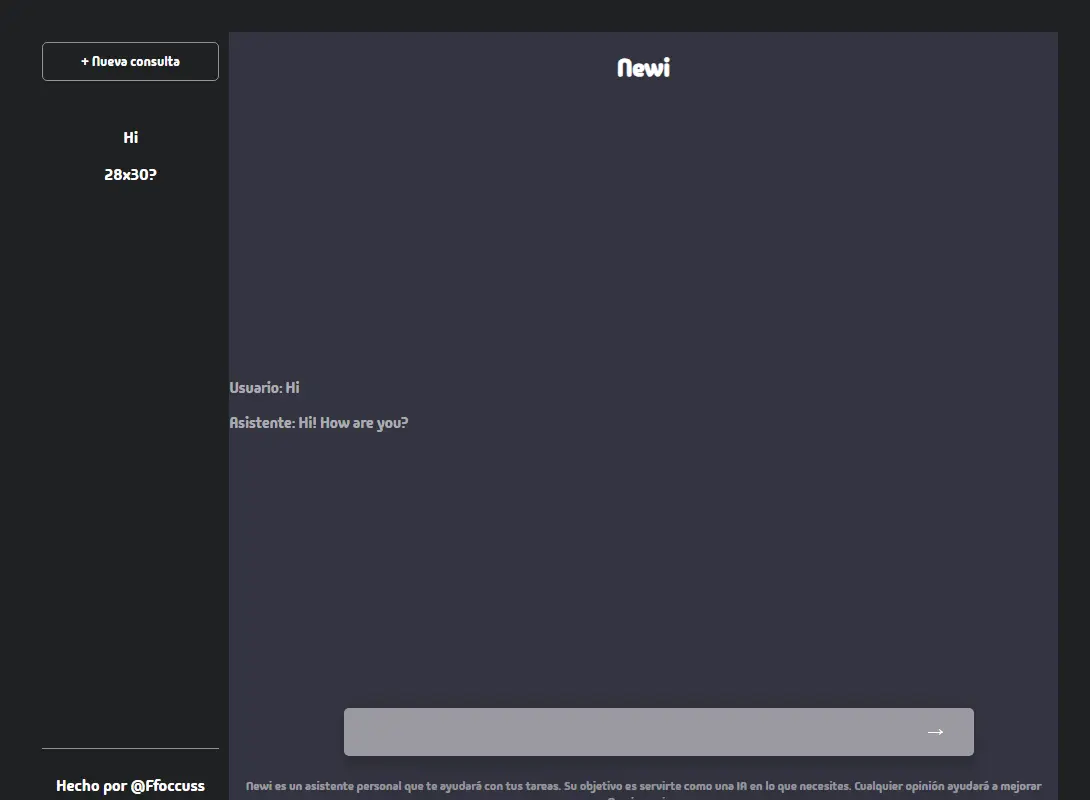 + Nueva consulta
Hi
28x30?
Hecho por @Ffoccuss
Newi
Usuario: Hi
Asistente: Hi! How are you?
→
Newi es un asistente personal que te ayudará con tus tareas. Su objetivo es servirte como una IA en lo que necesites. Cualquier opinión ayudará a mejorar